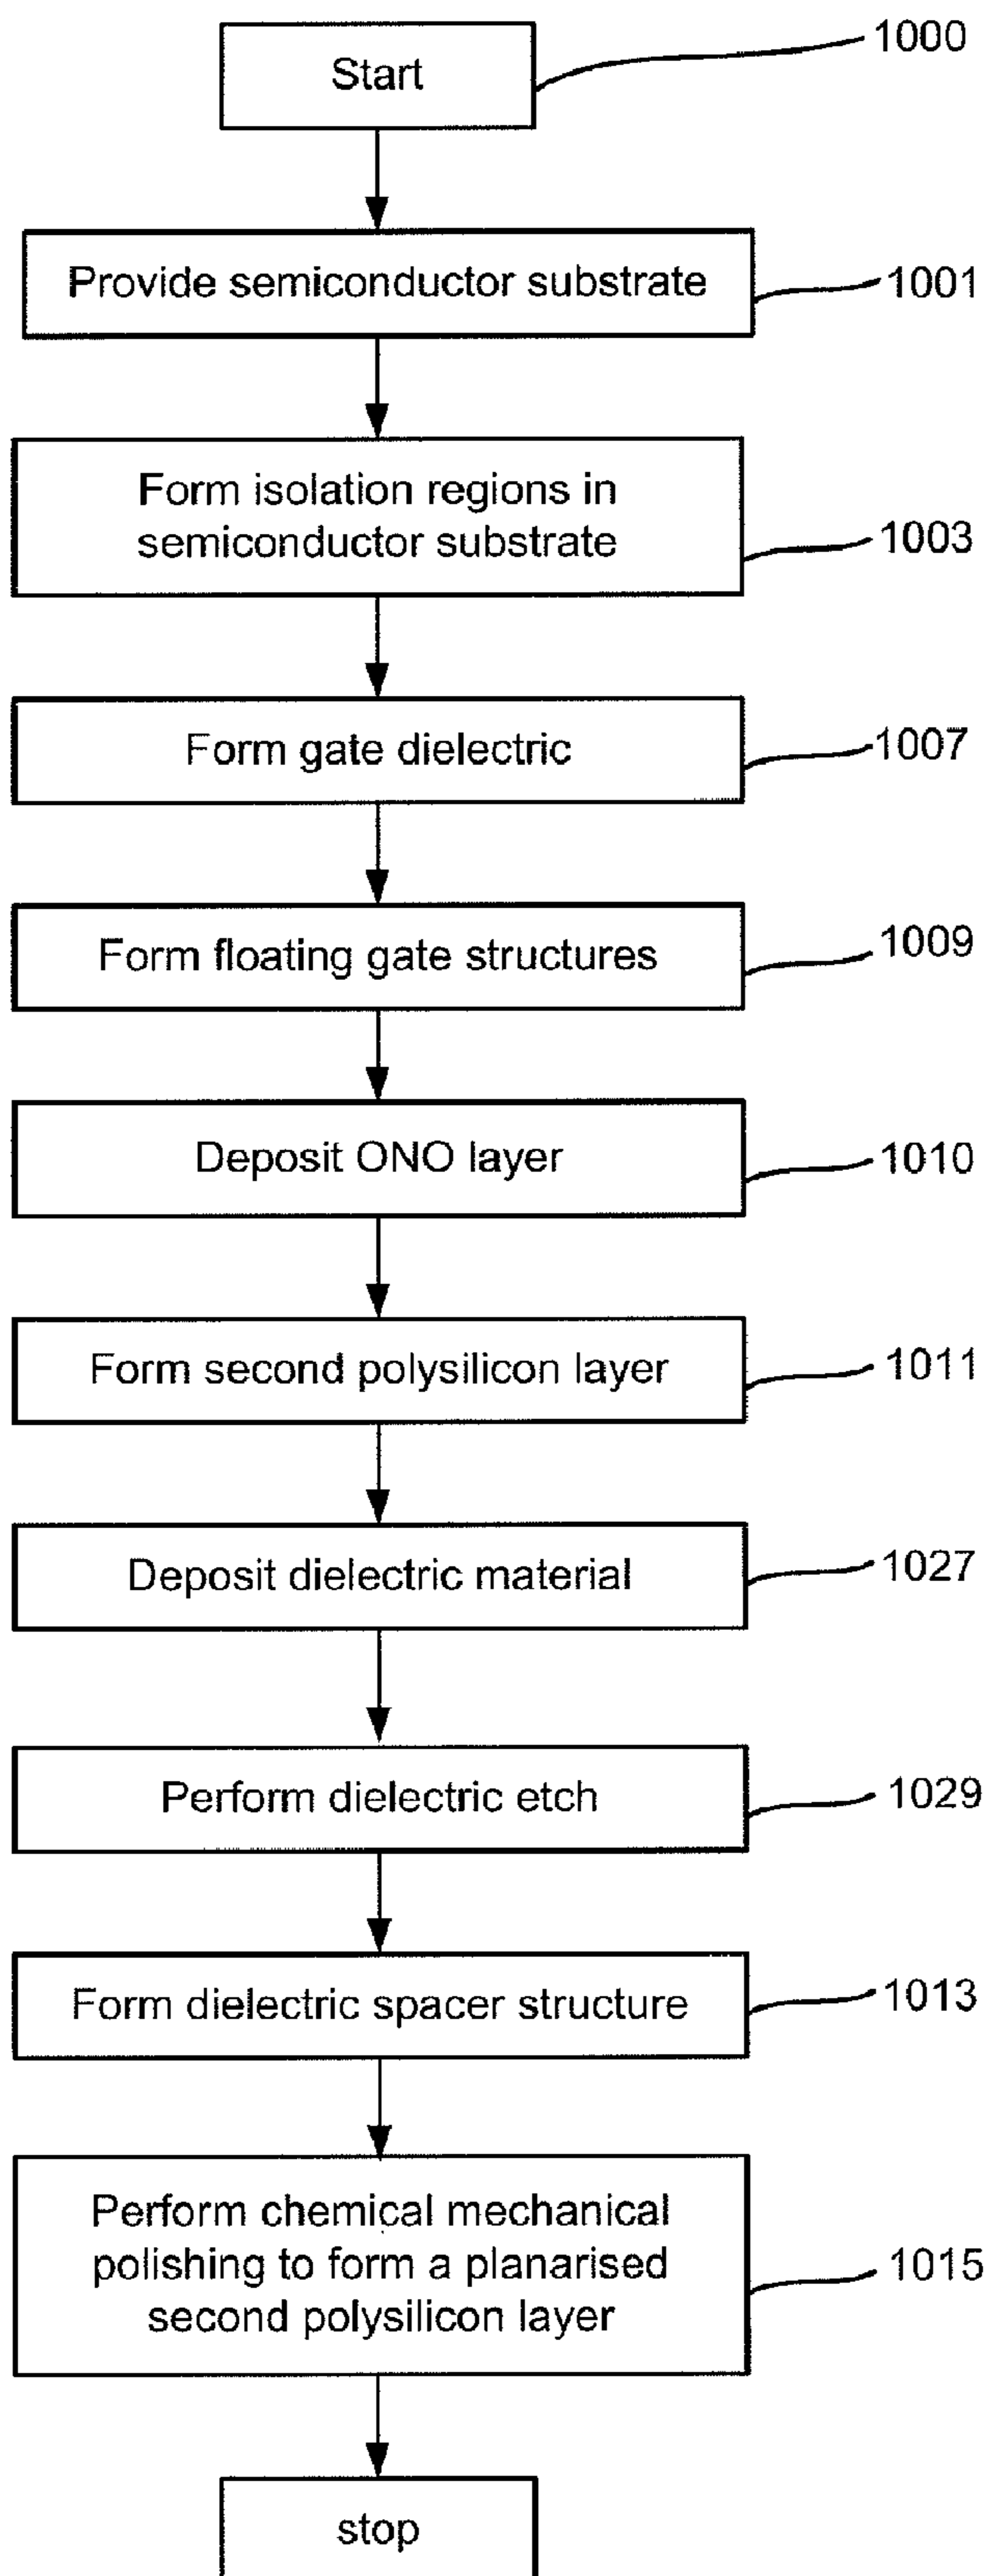 Start
1000
Provide semiconductor substrate
1001
Form isolation regions in
semiconductor substrate
1003
Form gate dielectric
1007
Form floating gate structures
1009
Deposit ONO layer
1010
Form second polysilicon layer
1011
Deposit dielectric material
1027
Perform dielectric etch
1029
Form dielectric spacer structure
1013
Perform chemical mechanical
polishing to form a planarised
second polysilicon layer
1015
stop